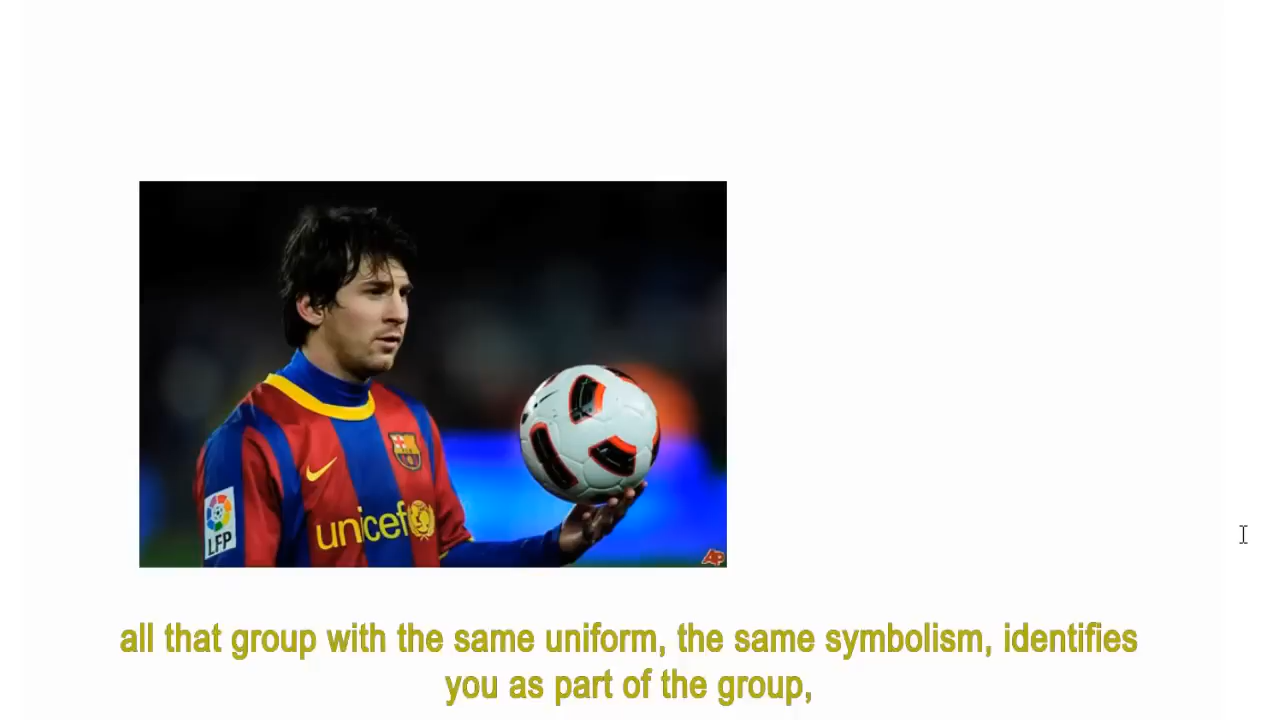 unicef
LFP
AP
all that group with the same uniform, the same symbolism, identifies
you as part of the group,